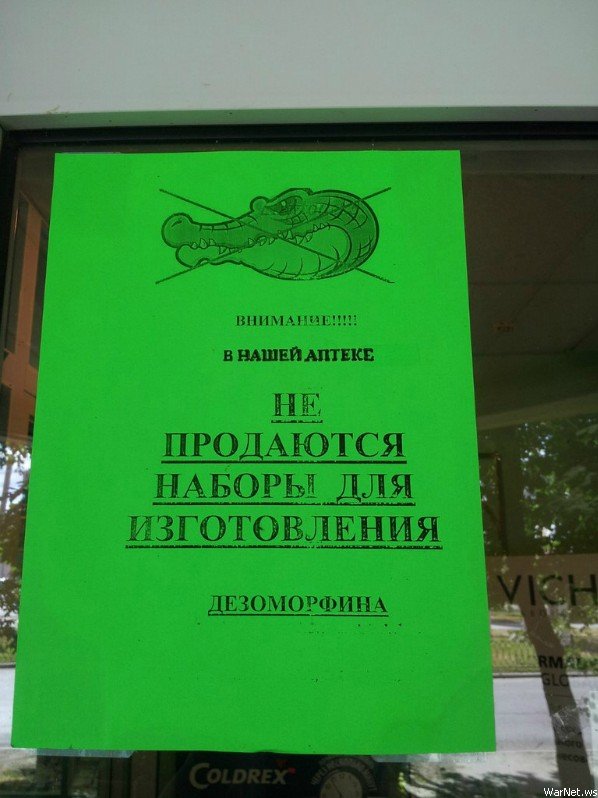 ВНИМАНИЕ!!!!!
В НАШЕЙ АПТЕКЕ
НЕ
ПРОДАЮТСЯ
НАБОРЫ ДЛЯ
ИЗГОТОВЛЕНИЯ
ДЕЗОМОРФИНА
VICH
COLDREX
WarNet.ws